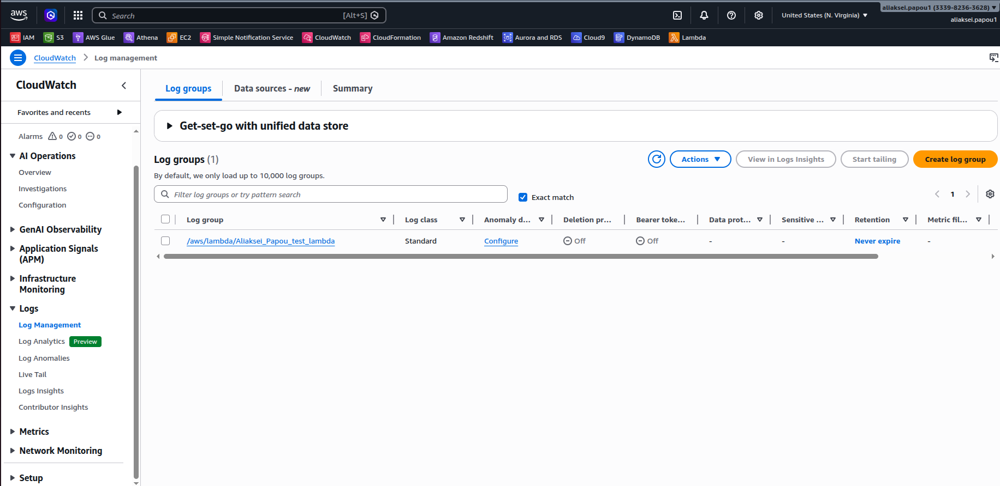 aws
Search
[Alt+S]
United States (N. Virginia)
aliaksei.papou1 (3339-8236-3628)
aliaksei.papou1
IAM
S3
AWS Glue
Athena
EC2
Simple Notification Service
CloudWatch
CloudFormation
Amazon Redshift
Aurora and RDS
Cloud9
DynamoDB
Lambda
CloudWatch
Log management
CloudWatch
Favorites and recents
Alarms 0 0 0
AI Operations
Overview
Investigations
Configuration
GenAI Observability
Application Signals
(APM)
Infrastructure
Monitoring
Logs
Log Management
Log Analytics Preview
Log Anomalies
Live Tail
Logs Insights
Contributor Insights
Metrics
Network Monitoring
Setup
Log groups
Data sources - new
Summary
Get-set-go with unified data store
Log groups (1)
Actions
View in Logs Insights
Start tailing
Create log group
By default, we only load up to 10,000 log groups.
Filter log groups or try pattern search
Exact match
1
Log group
Log class
Anomaly d...
Deletion pr...
Bearer toke...
Data prot...
Sensitive ...
Retention
Metric fil...
/aws/lambda/Aliaksei_Papou_test_lambda
Standard
Configure
Off
Off
-
-
Never expire
-